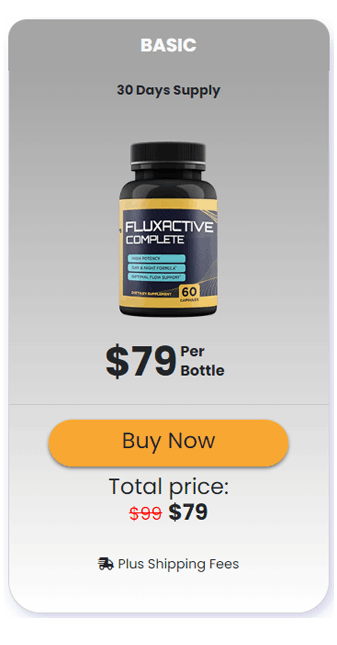 BASIC
30 Days Supply
FLUXACTIVE
COMPLETE
HIGH POTENCY
DAY & NIGHT FORMULA
OPTIMAL FLOW SUPPORT
DIETARY SUPPLEMENT
60
CAPSULES
$79 Per
Bottle
Buy Now
Total price:
$99 $79
Plus Shipping Fees